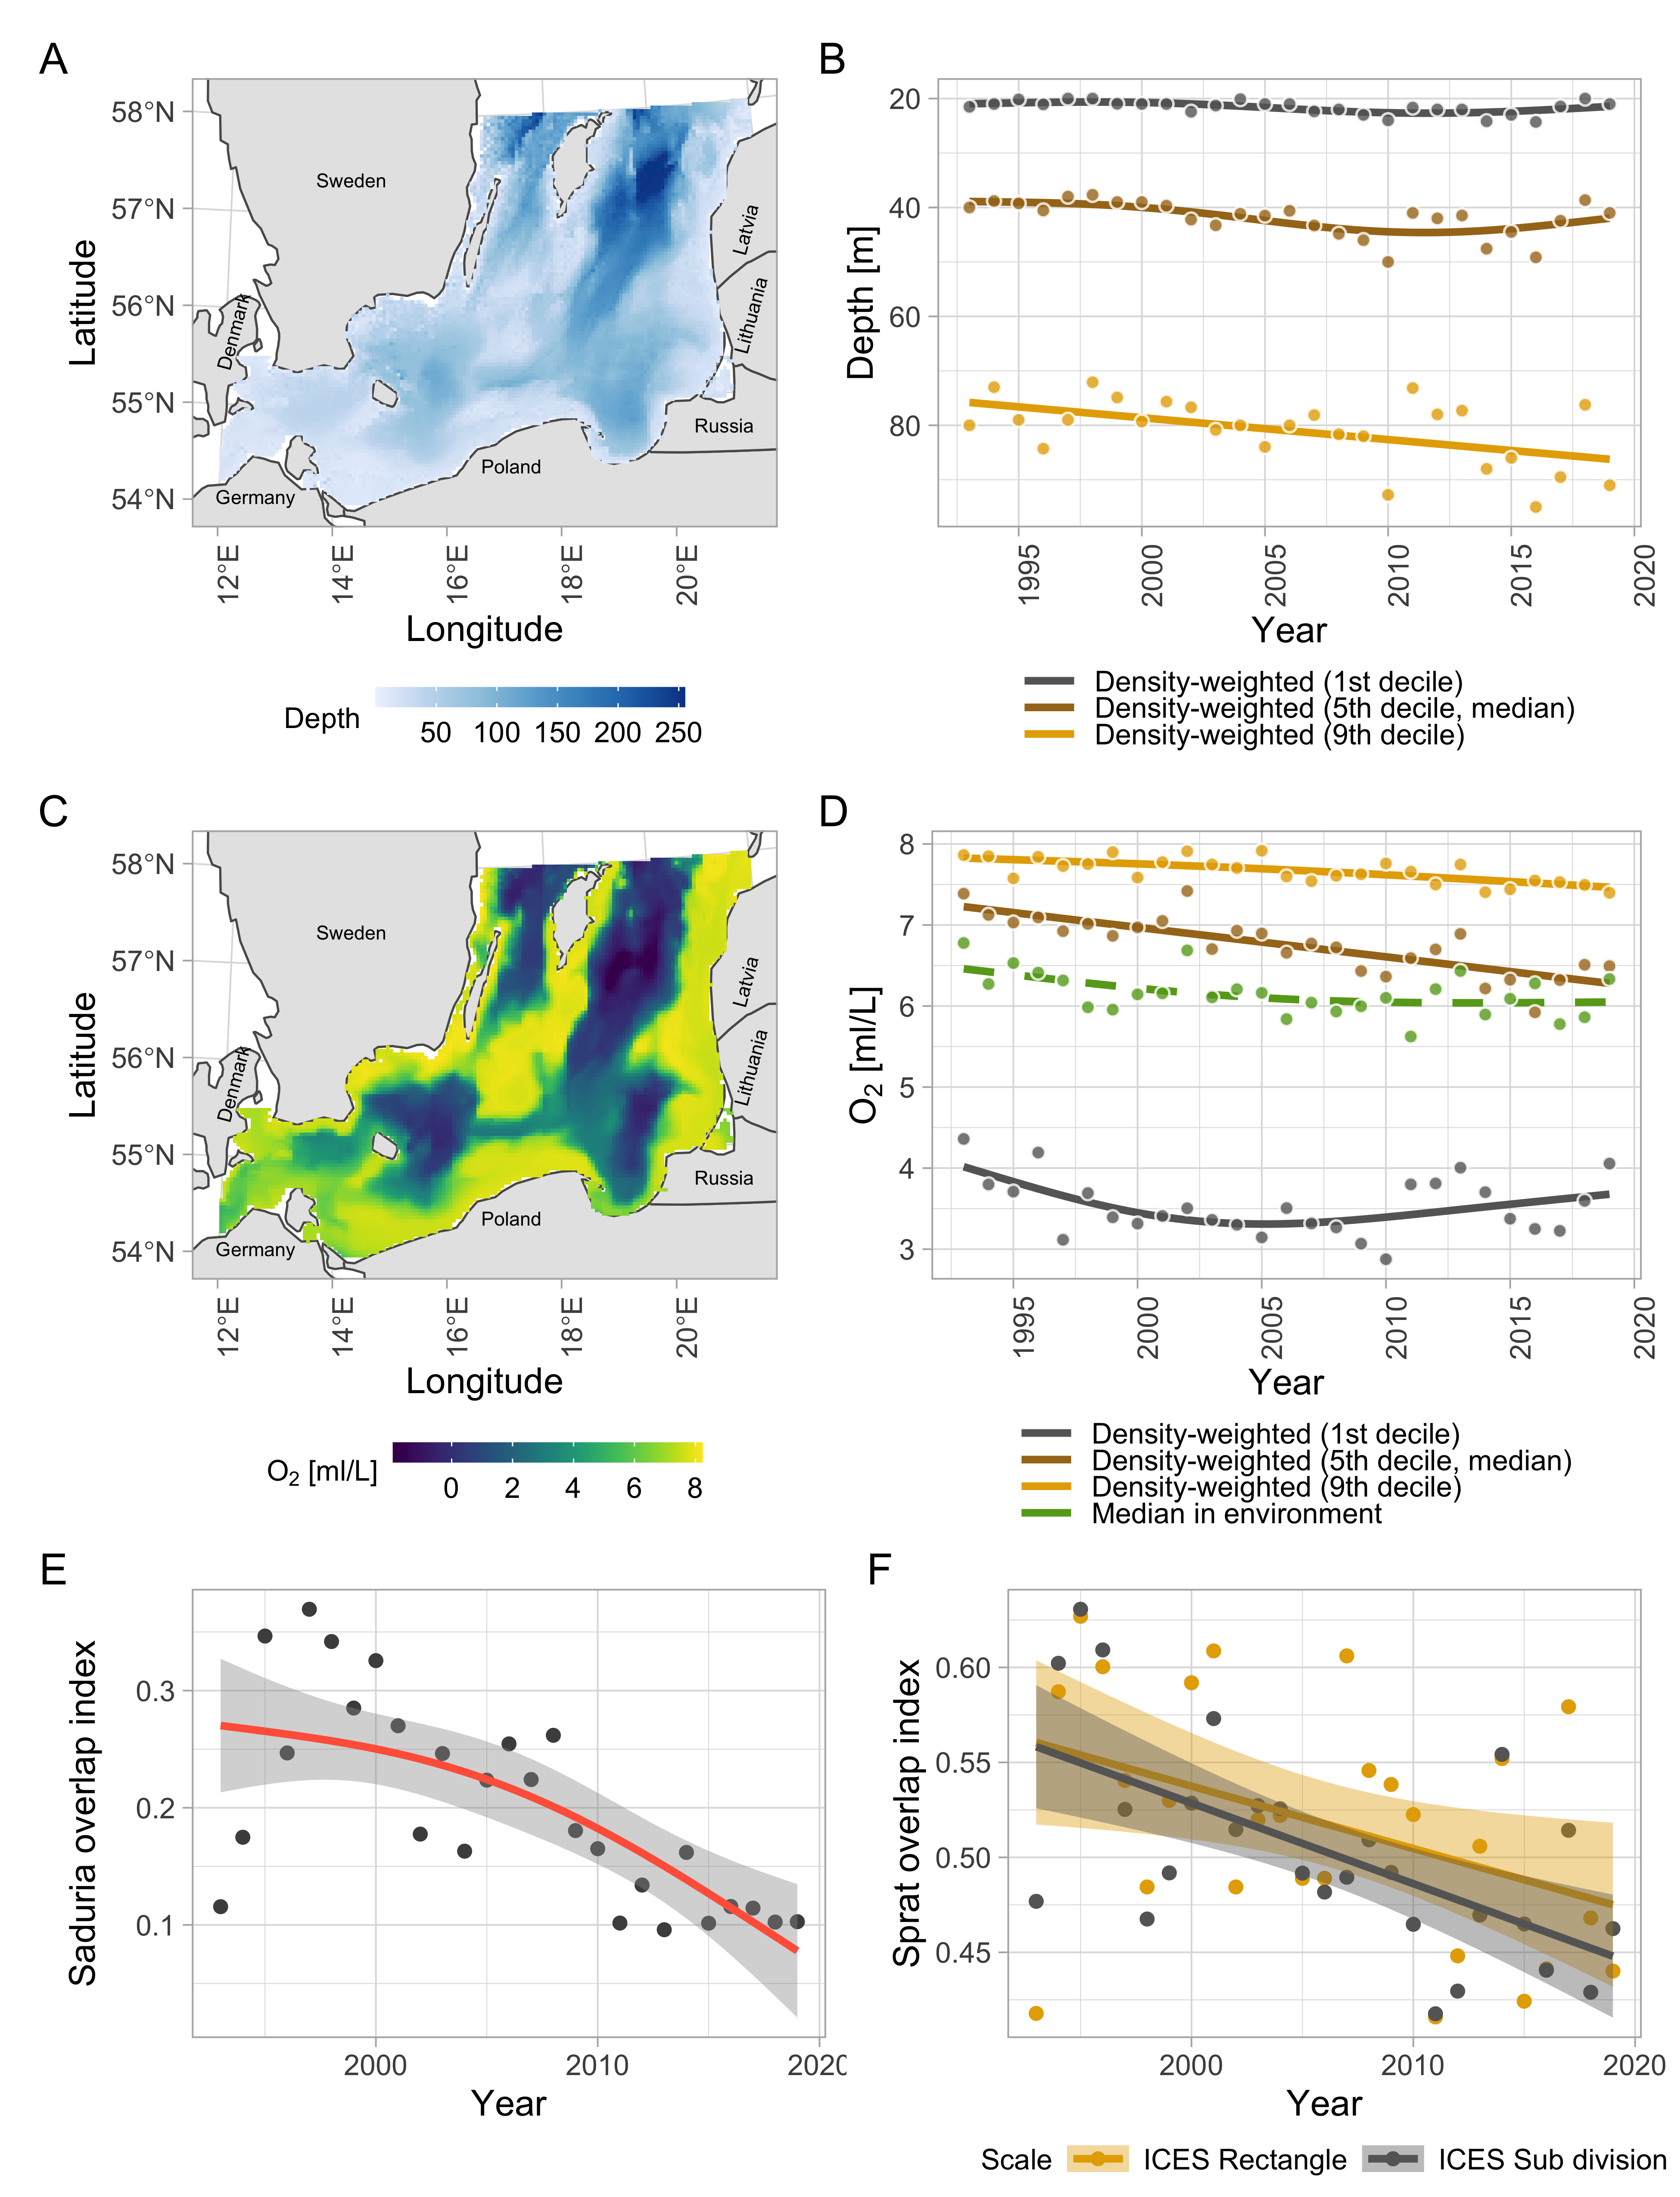 A
58°N
57°N
56°N
55°N
54°N
Latitude
Sweden
Denmark
Latvia
Lithuania
Russia
Poland
Germany
12°E
14°E
16°E
18°E
20°E
Longitude
Depth
50
100
150
200
250
B
20
40
60
80
Depth [m]
1995
2000
2005
2010
2015
2020
Year
Density-weighted (1st decile)
Density-weighted (5th decile, median)
Density-weighted (9th decile)
C
58°N
57°N
56°N
55°N
54°N
Latitude
Sweden
Denmark
Latvia
Lithuania
Russia
Poland
Germany
12°E
14°E
16°E
18°E
20°E
Longitude
O₂ [ml/L]
0
2
4
6
8
D
8
7
6
5
4
3
O₂ [ml/L]
1995
2000
2005
2010
2015
2020
Year
Density-weighted (1st decile)
Density-weighted (5th decile, median)
Density-weighted (9th decile)
Median in environment
E
0.3
0.2
0.1
Saduria overlap index
2000
2010
2020
Year
F
0.60
0.55
0.50
0.45
Sprat overlap index
2000
2010
2020
Year
Scale
ICES Rectangle
ICES Sub division